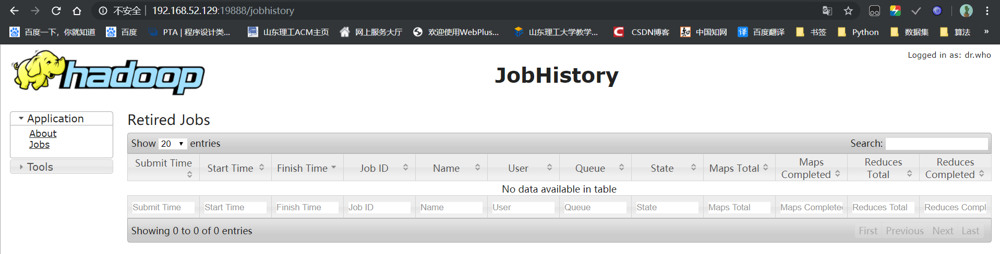 不安全 192.168.52.129:19888/jobhistory
百度一下，你就知道 百度 PTA | 程序设计类... 山东理工ACM主页 网上服务大厅 欢迎使用WebPlus... 山东理工大学教学... CSDN博客 中国知网 百度翻译 书签 Python 数据集 算法 »
Logged in as: dr.who
hadoop
JobHistory
Application
About
Jobs
Tools
Retired Jobs
Show 20 entries Search:
Submit Time Start Time Finish Time Job ID Name User Queue State Maps Total Maps Completed Reduces Total Reduces Completed
No data available in table
Submit Time Start Time Finish Time Job ID Name User Queue State Maps Total Maps Complete Reduces Total Reduces Compl
Showing 0 to 0 of 0 entries First Previous Next Last